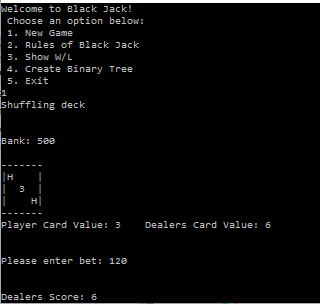 Welcome to Black Jack!
Choose an option below:
1. New Game
2. Rules of Black Jack
3. Show W/L
4. Create Binary Tree
5. Exit
1
Shuffling deck
Bank: 500
-------
|H    |
|  3  |
|    H|
-------
Player Card Value: 3    Dealers Card Value: 6
Please enter bet: 120
Dealers Score: 6